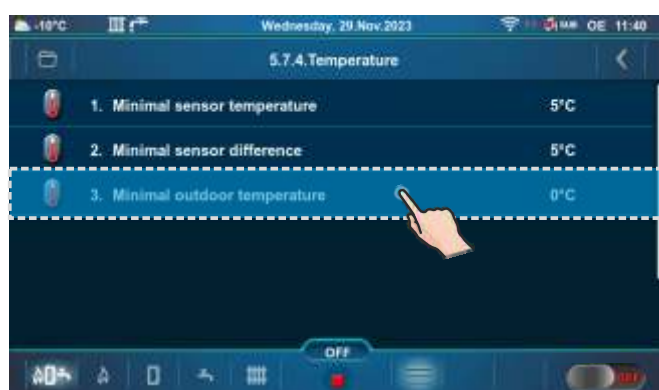 -10°C Wednesday, 29.Nov.2023 OE 11:40
5.7.4.Temperature
1. Minimal sensor temperature 5°C
2. Minimal sensor difference 5°C
3. Minimal outdoor temperature 0°C
OFF
OFF